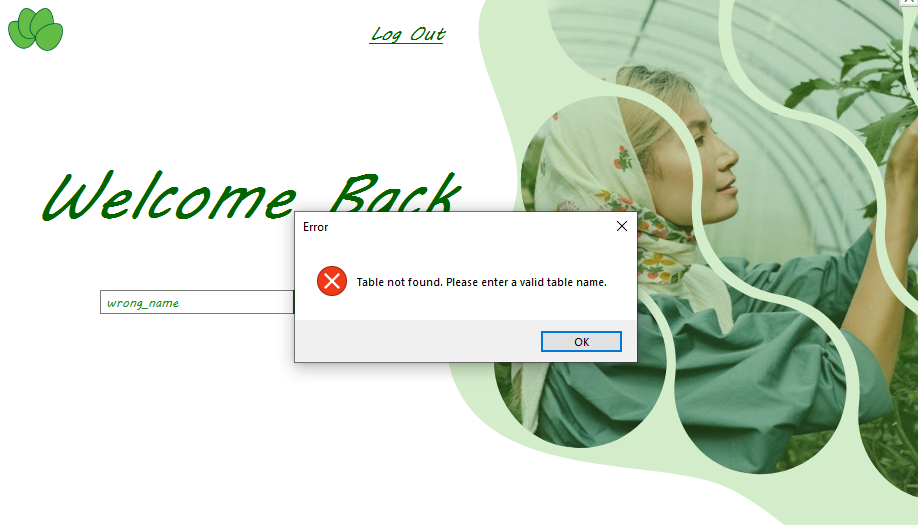 Log Out
Welcome Back
Error
Table not found. Please enter a valid table name.
wrong_name
OK